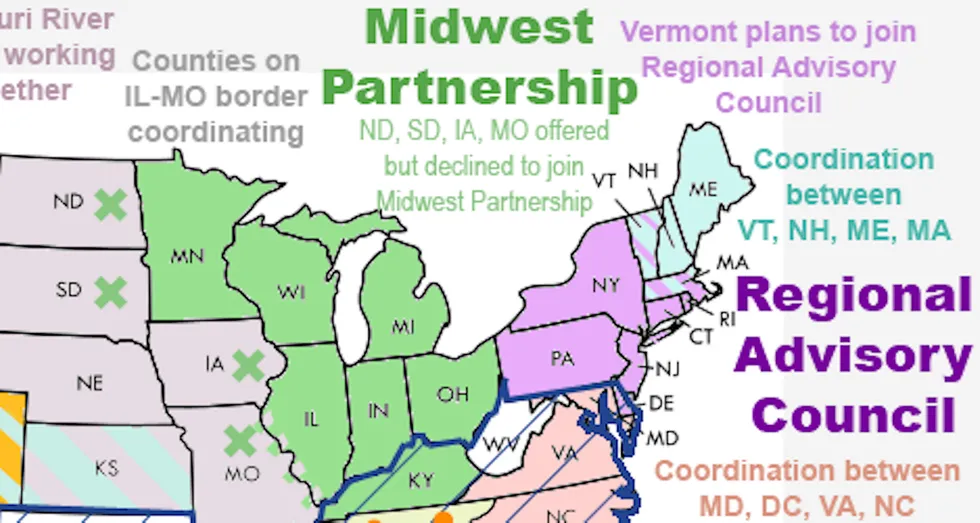 uri River
working
ether
Counties on
IL-MO border
coordinating
Midwest
Partnership
ND, SD, IA, MO offered
but declined to join
Midwest Partnership
Vermont plans to join
Regional Advisory
Council
Coordination
between
VT, NH, ME, MA
Regional
Advisory
Council
Coordination between
MD, DC, VA, NC
ND
SD
NE
KS
MN
IA
MO
WI
IL
MI
IN
OH
KY
WV
VA
NC
PA
NY
VT
NH
ME
MA
RI
CT
NJ
DE
MD